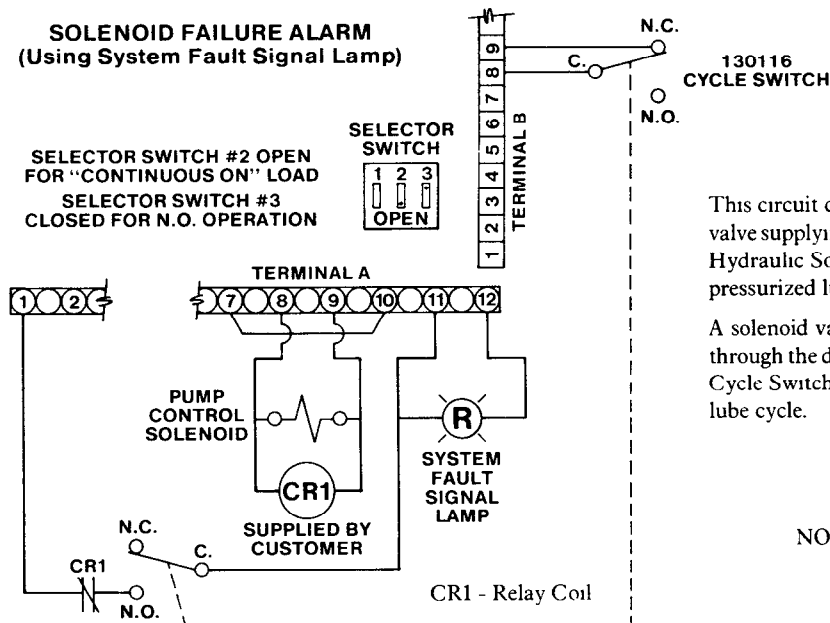 SOLENOID FAILURE ALARM
(Using System Fault Signal Lamp)
N.C.
9
8
7
6
5
4
3
2
1
TERMINAL B
C.
130116
CYCLE SWITCH
N.O.
SELECTOR
SWITCH
1 2 3
OPEN
SELECTOR SWITCH #2 OPEN
FOR "CONTINUOUS ON" LOAD
SELECTOR SWITCH #3
CLOSED FOR N.O. OPERATION
This circuit
valve
Hydraulic
pressurized
A solenoid
through the
Cycle Switch
lube cycle.
TERMINAL A
1 2 7 8 9 10 11 12
PUMP
CONTROL
SOLENOID
CR1
SUPPLIED BY
CUSTOMER
R
SYSTEM
FAULT
SIGNAL
LAMP
N.C.
C.
CR1
N.O.
CR1 - Relay Coil
NO